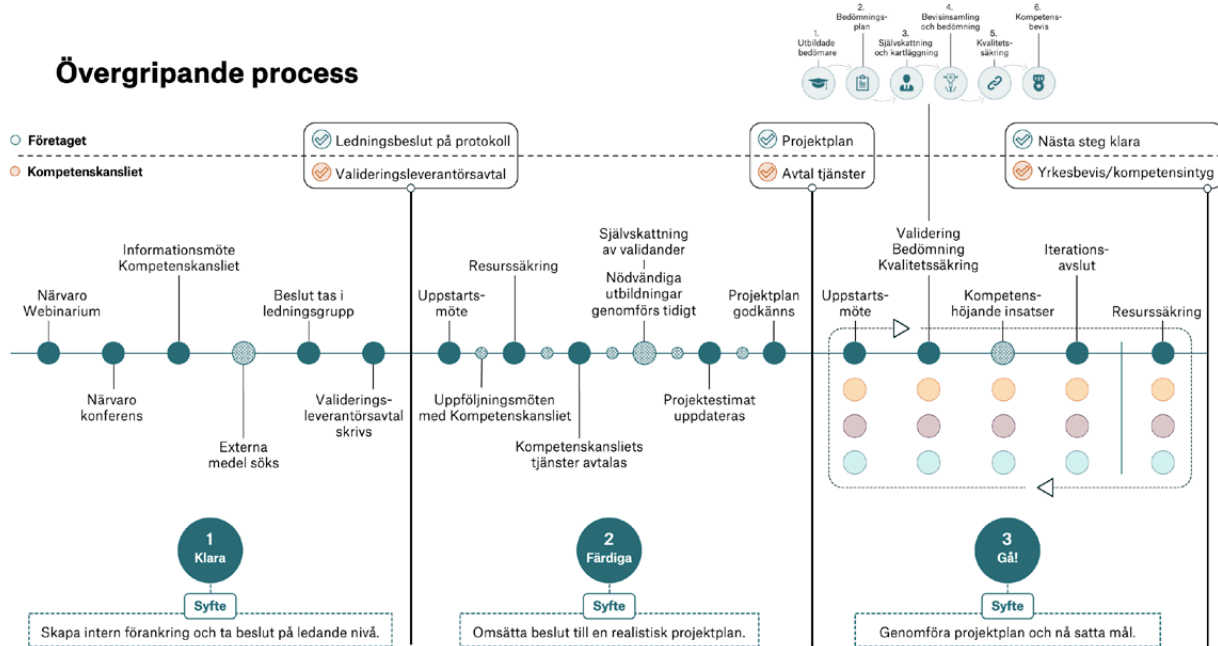 Övergripande process
1.
Utbildade
bedömare
2.
Bedömnings-
plan
3.
Självskattning
och kartläggning
4.
Bevisinsamling
och bedömning
5.
Kvalitets-
säkring
6.
Kompetens-
bevis
Företaget
Kompetenskansliet
Ledningsbeslut på protokoll
Valideringsleverantörsavtal
Projektplan
Avtal tjänster
Nästa steg klara
Yrkesbevis/kompetensintyg
Närvaro
Webinarium
Närvaro
konferens
Informationsmöte
Kompetenskansliet
Externa
medel söks
Beslut tas i
ledningsgrupp
Validerings-
leverantörsavtal
skrivs
Uppstarts-
möte
Uppföljningsmöten
med Kompetenskansliet
Resurssäkring
Kompetenskansliets
tjänster avtalas
Självskattning
av validander
Nödvändiga
utbildningar
genomförs tidigt
Projektestimat
uppdateras
Projektplan
godkänns
Uppstarts-
möte
Validering
Bedömning
Kvalitetssäkring
Kompetens-
höjande insatser
Iterations-
avslut
Resurssäkring
1
Klara
Syfte
Skapa intern förankring och ta beslut på ledande nivå.
2
Färdiga
Syfte
Omsätta beslut till en realistisk projektplan.
3
Gå!
Syfte
Genomföra projektplan och nå satta mål.